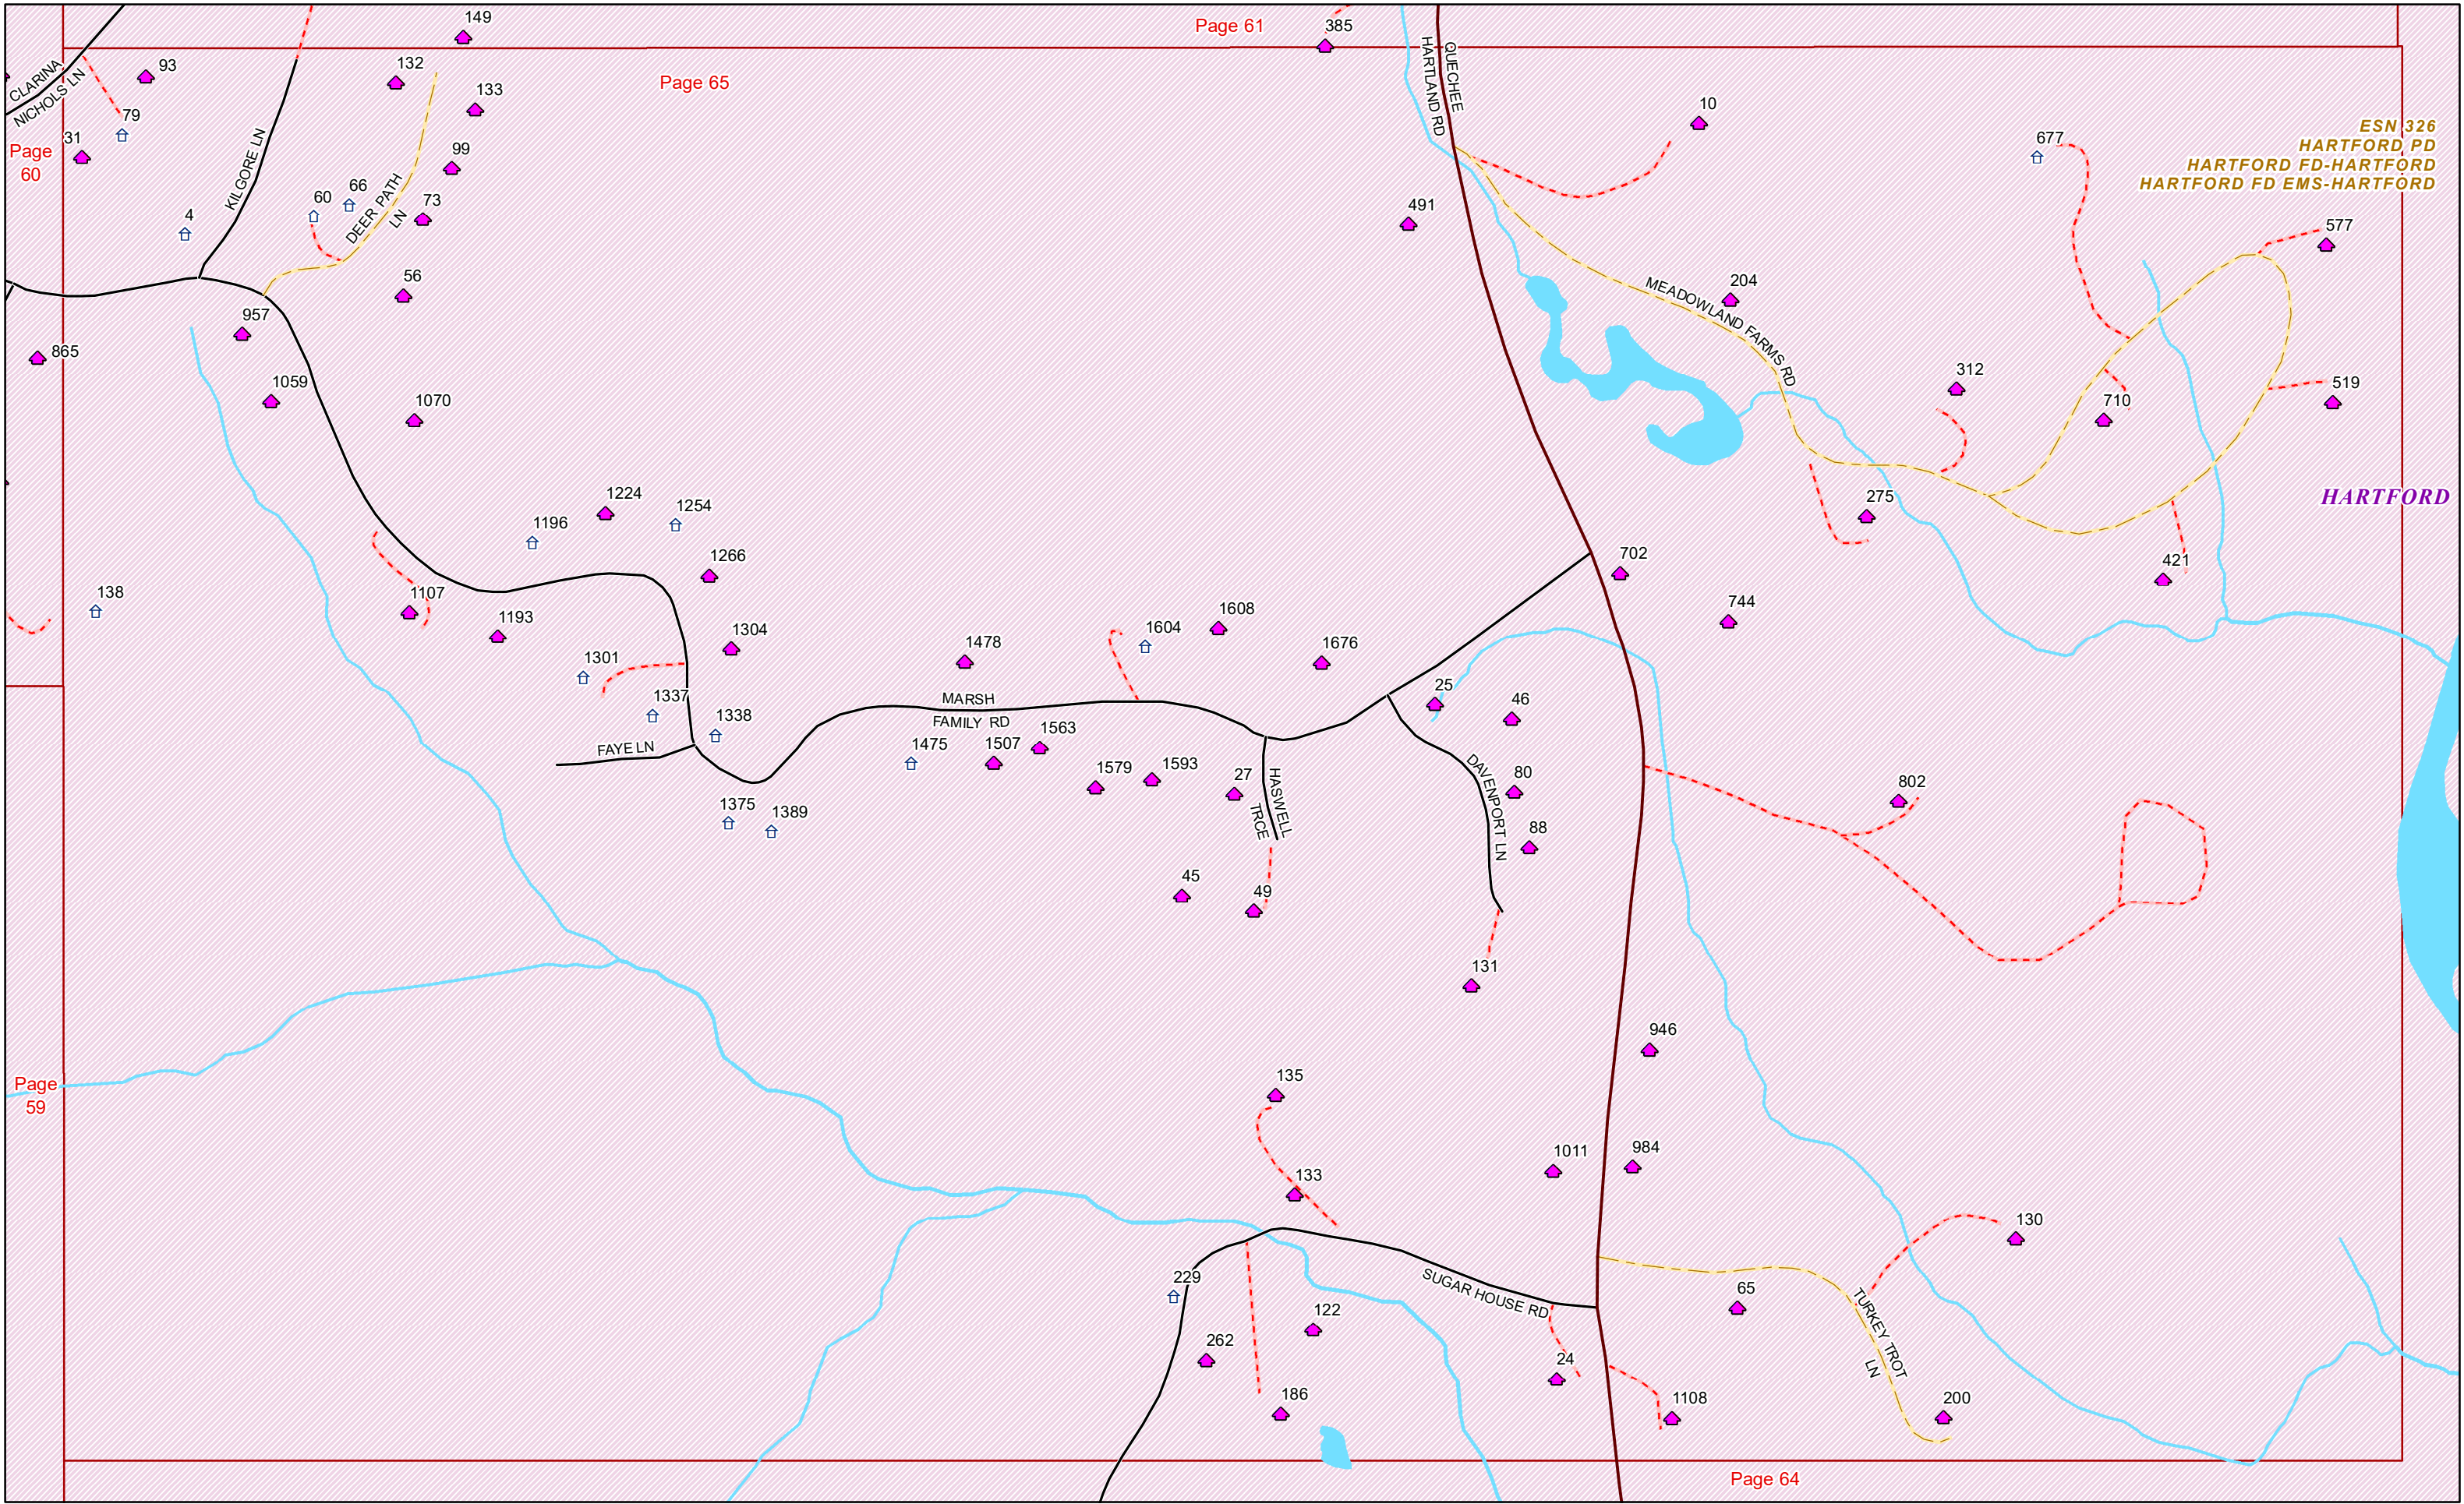 149
Page 61
385
CLARINA
NICHOLS LN
93
132
Page 65
133
QUECHEE
HARTLAND RD
10
79
31
Page
60
99
KILGORE LN
677
ESN 326
HARTFORD PD
HARTFORD FD-HARTFORD
HARTFORD FD EMS-HARTFORD
60
66
73
4
DEER PATH
LN
491
577
56
204
MEADOWLAND FARMS RD
957
865
1059
1070
312
519
710
1224
1254
1196
275
HARTFORD
1266
702
421
138
1107
1193
1304
1478
1604
1608
1676
744
1301
1337
1338
MARSH
FAMILY RD
25
46
FAYE LN
1475
1507
1563
1579
1593
27
HASWELL
TRCE
DAVENPORT LN
80
802
1375
1389
88
45
49
131
946
Page
59
135
1011
984
133
130
229
SUGAR HOUSE RD
65
TURKEY TROT
LN
122
262
24
186
1108
200
Page 64